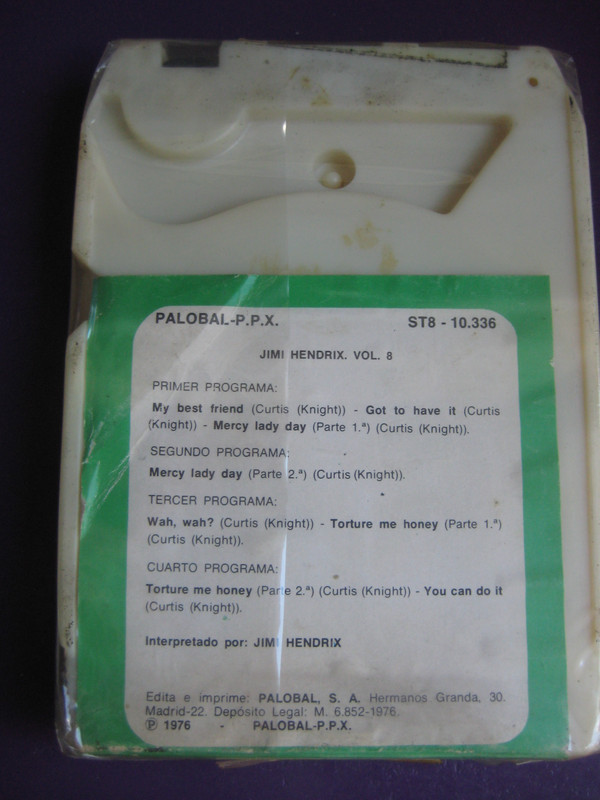 PALOBAL-P.P.X. ST8 - 10.336
JIMI HENDRIX. VOL. 8
PRIMER PROGRAMA:
My best friend (Curtis (Knight)) - Got to have it (Curtis
(Knight)) - Mercy lady day (Parte 1.ª) (Curtis (Knight)).
SEGUNDO PROGRAMA:
Mercy lady day (Parte 2.ª) (Curtis (Knight)).
TERCER PROGRAMA:
Wah, wah? (Curtis (Knight)) - Torture me honey (Parte 1.ª)
(Curtis (Knight)).
CUARTO PROGRAMA:
Torture me honey (Parte 2.ª) (Curtis (Knight)) - You can do it
(Curtis (Knight)).
Interpretado por: JIMI HENDRIX
Edita e imprime: PALOBAL, S. A. Hermanos Granda, 30.
Madrid-22. Depósito Legal: M. 6.852-1976.
℗ 1976 - PALOBAL-P.P.X.